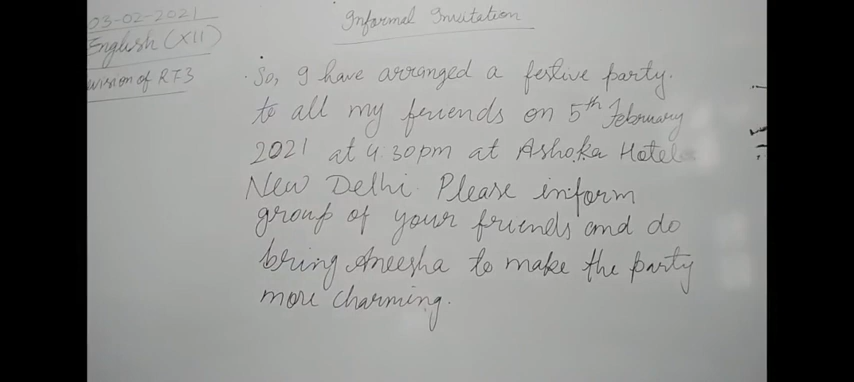 03-02-2021
English (XII)
vision of RT3
Informal Invitation
So, I have arranged a festive party.
to all my friends on 5th February
2021 at 4.30pm at Ashoka Hotel
New Delhi. Please inform
group of your friends and do
bring Aneesha to make the party
more charming.